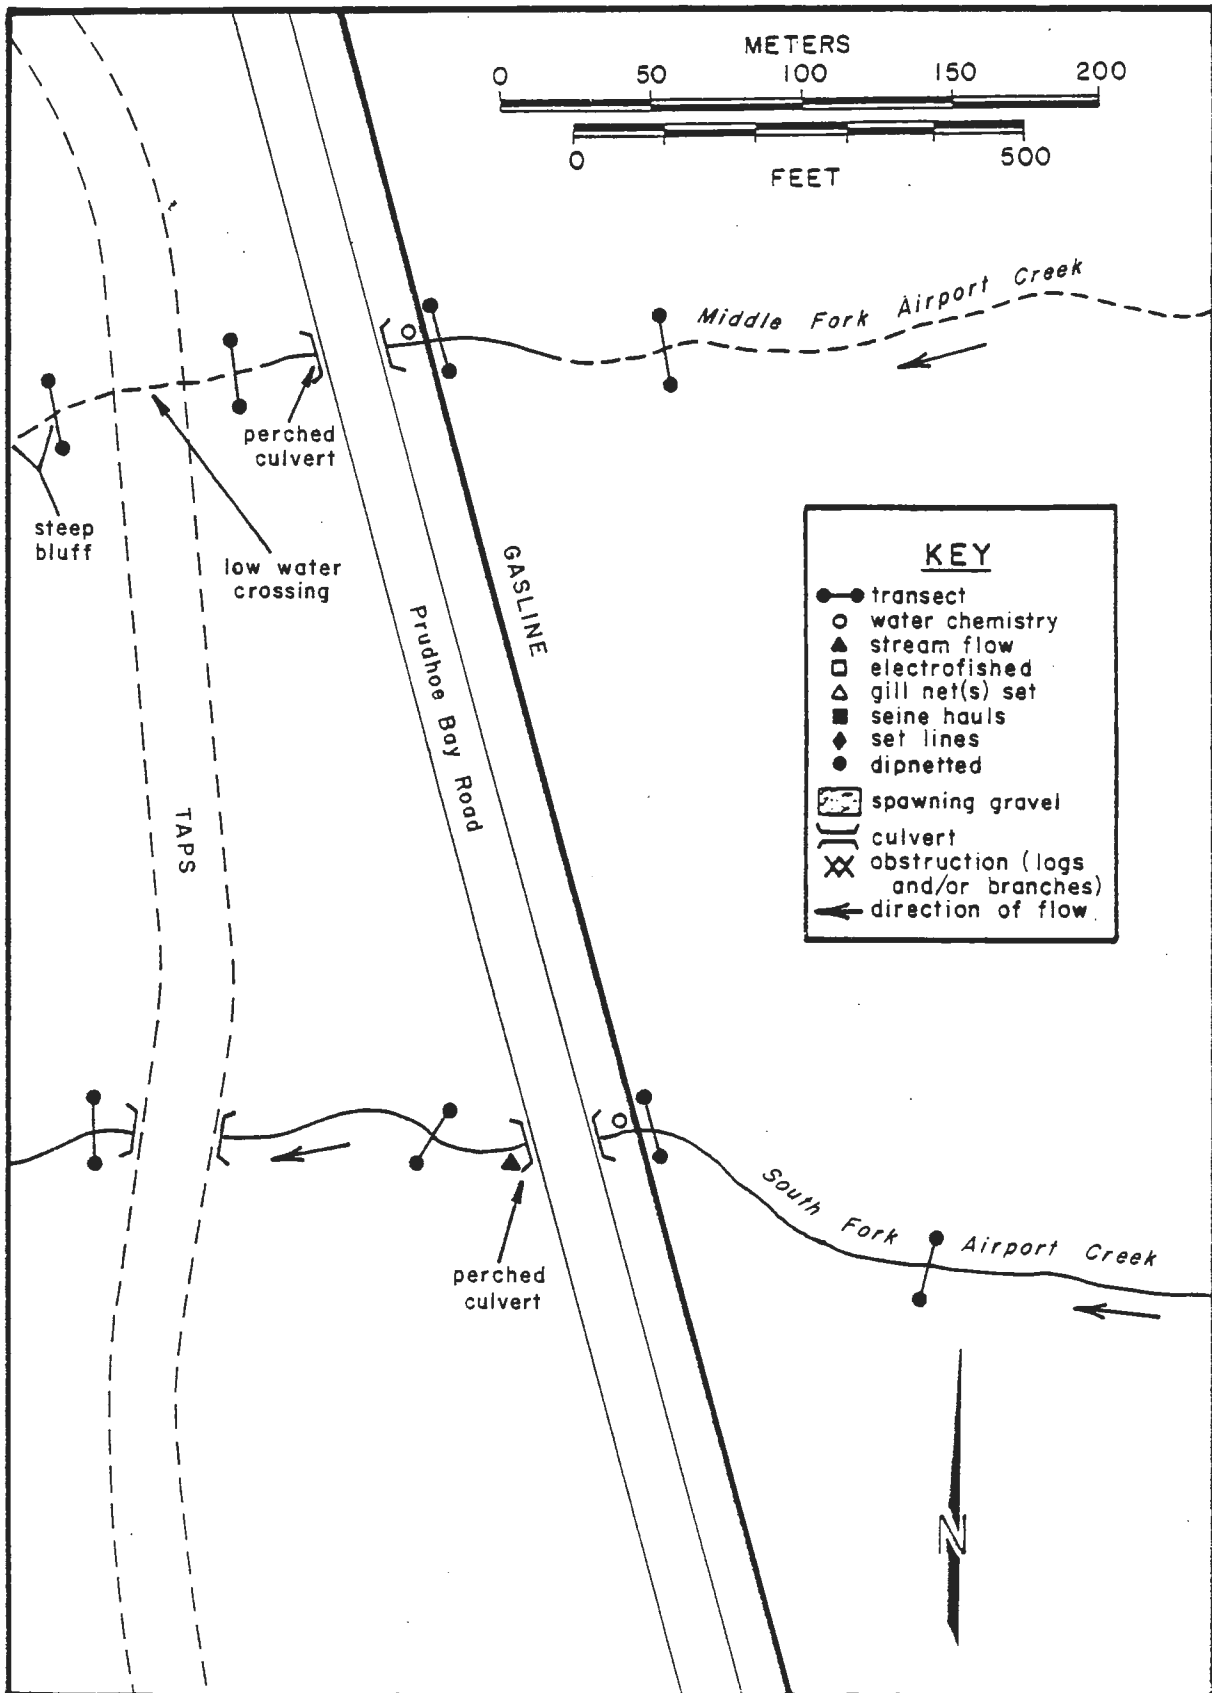 METERS
0 50 100 150 200
0 500
FEET
Middle Fork Airport Creek
perched
culvert
steep
bluff
low water
crossing
GASLINE
Prudhoe Bay Road
TAPS
KEY
transect
water chemistry
stream flow
electrofished
gill net(s) set
seine hauls
set lines
dipnetted
spawning gravel
culvert
obstruction (logs
and/or branches)
direction of flow
South Fork Airport Creek
perched
culvert
N